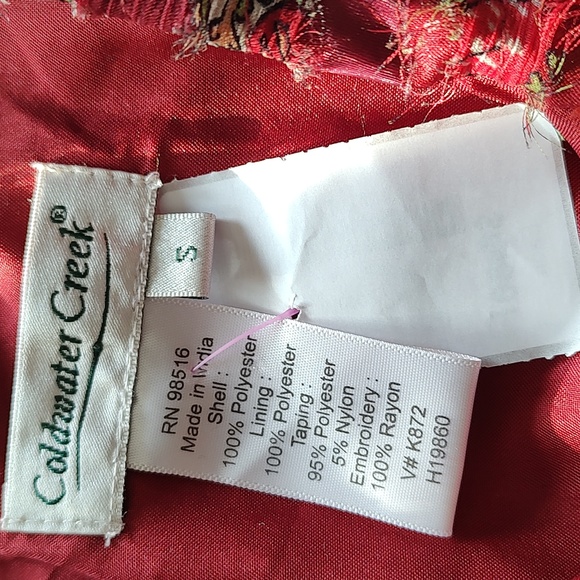 Coldwater Creek®
S
RN 98516
Made in India
Shell :
100% Polyester
Lining :
100% Polyester
Taping :
95% Polyester
5% Nylon
Embroidery :
100% Rayon
V# K872
H19860